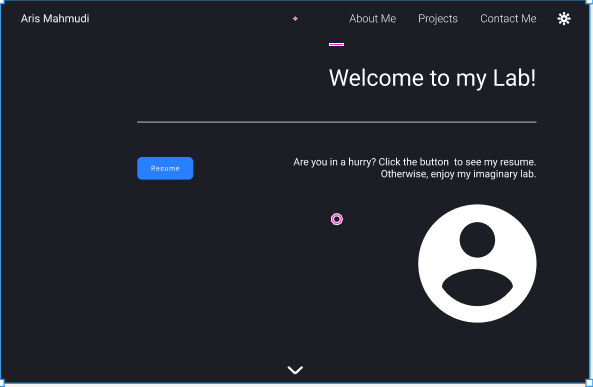 Aris Mahmudi
About Me
Projects
Contact Me
Welcome to my Lab!
Resume
Are you in a hurry? Click the button  to see my resume.
Otherwise, enjoy my imaginary lab.